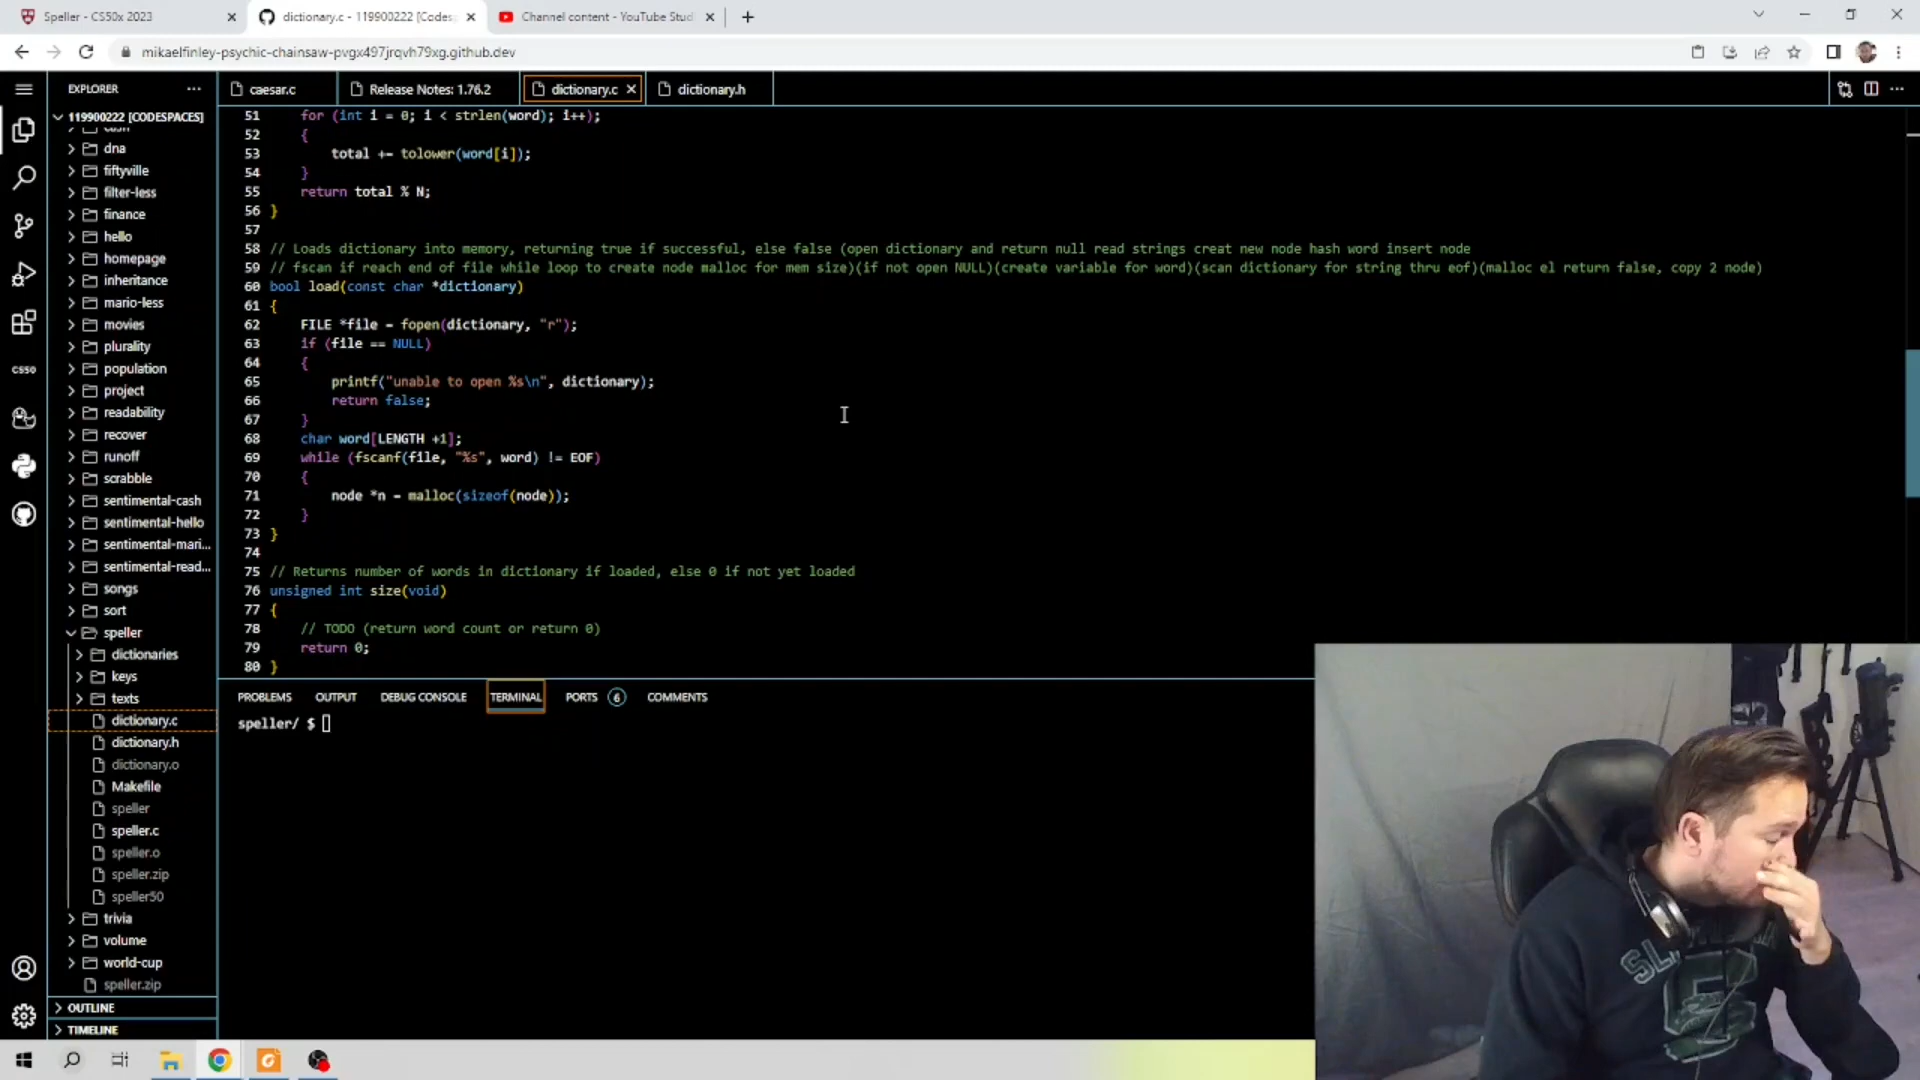 Speller - CS50x 2023
dictionary.c - 119900222 [Codesp
Channel content - YouTube Stud
mikaelfinley-psychic-chainsaw-pvgx497jrqvh79xg.github.dev
EXPLORER
caesar.c
Release Notes: 1.76.2
dictionary.c
dictionary.h
119900222 [CODESPACES]
cash
dna
fiftyville
filter-less
finance
hello
homepage
inheritance
mario-less
movies
plurality
population
project
readability
recover
runoff
scrabble
sentimental-cash
sentimental-hello
sentimental-mari...
sentimental-read...
songs
sort
speller
dictionaries
keys
texts
dictionary.c
dictionary.h
dictionary.o
Makefile
speller
speller.c
speller.o
speller.zip
speller50
trivia
volume
world-cup
speller.zip
OUTLINE
TIMELINE
CS50
51 for (int i = 0; i < strlen(word); i++);
52 {
53 total += tolower(word[i]);
54 }
55 return total % N;
56 }
57
58 // Loads dictionary into memory, returning true if successful, else false (open dictionary and return null read strings creat new node hash word insert node
59 // fscan if reach end of file while loop to create node malloc for mem size)(if not open NULL)(create variable for word)(scan dictionary for string thru eof)(malloc el return false, copy 2 node)
60 bool load(const char *dictionary)
61 {
62 FILE *file = fopen(dictionary, "r");
63 if (file == NULL)
64 {
65 printf("unable to open %s\n", dictionary);
66 return false;
67 }
68 char word[LENGTH +1];
69 while (fscanf(file, "%s", word) != EOF)
70 {
71 node *n = malloc(sizeof(node));
72 }
73 }
74
75 // Returns number of words in dictionary if loaded, else 0 if not yet loaded
76 unsigned int size(void)
77 {
78 // TODO (return word count or return 0)
79 return 0;
80 }
PROBLEMS OUTPUT DEBUG CONSOLE TERMINAL PORTS 6 COMMENTS
speller/ $